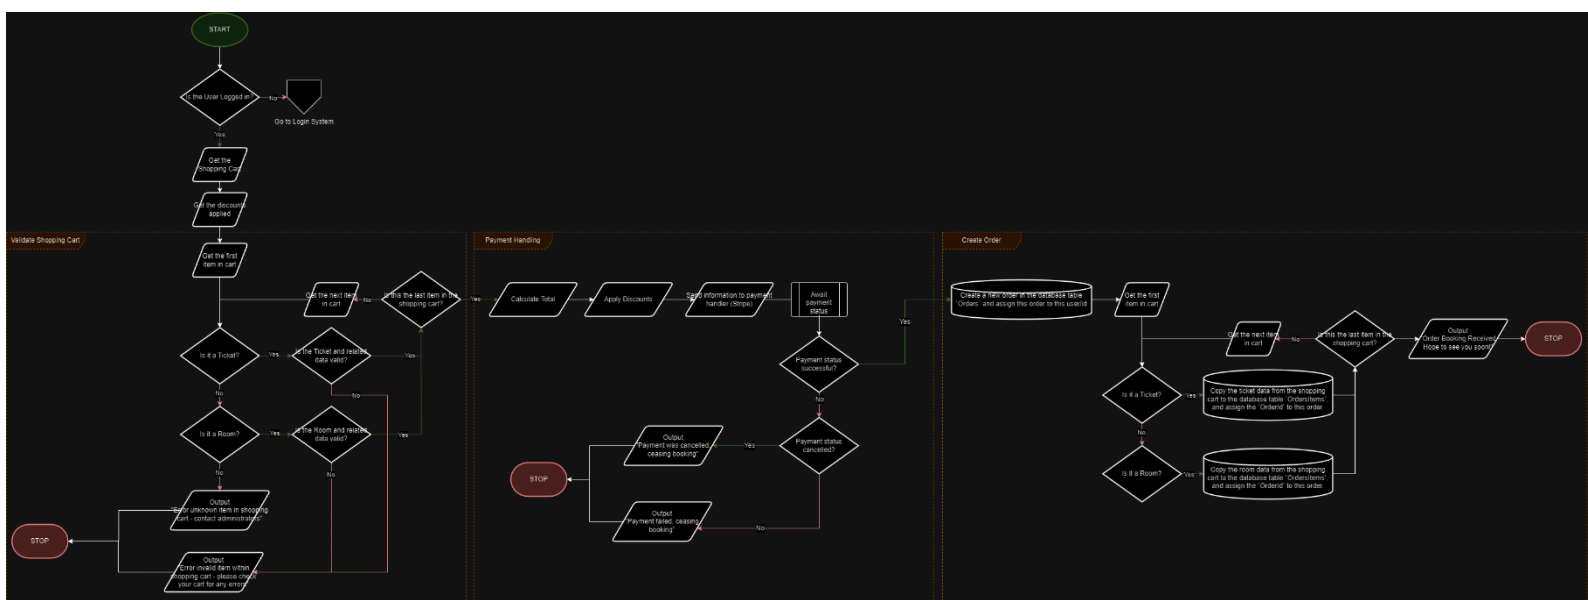 START
Is the User Logged in?
No
Go to Login System
Yes
Get the
Shopping Cart
Get the discounts
applied
Validate Shopping Cart
Get the first
item in cart
Get the next item
in cart
No
Is this the last item in the
shopping cart?
Yes
Is it a Ticket?
Yes
Is the Ticket and related
data valid?
Yes
No
No
Is it a Room?
Yes
Is the Room and related
data valid?
Yes
No
No
Output
"Error unknown item in shopping
cart - contact administrators"
STOP
Output
"Error invalid item within
shopping cart - please check
your cart for any errors"
Payment Handling
Calculate Total
Apply Discounts
Send information to payment
handler (Stripe)
Await
payment
status
Yes
Payment status
successful?
No
Payment status
cancelled?
Yes
Output
"Payment was cancelled,
ceasing booking"
STOP
No
Output
"Payment failed, ceasing
booking"
Create Order
Create a new order in the database table
'Orders' and assign this order to this userId
Get the first
item in cart
Get the next item
in cart
No
Is this the last item in the
shopping cart?
Output
Order Booking Received
Hope to see you soon!"
STOP
Is it a Ticket?
Yes
Copy the ticket data from the shopping
cart to the database table 'OrdersItems',
and assign the 'OrderId' to this order.
No
Is it a Room?
Yes
Copy the room data from the shopping
cart to the database table 'OrdersItems',
and assign the 'OrderId' to this order.